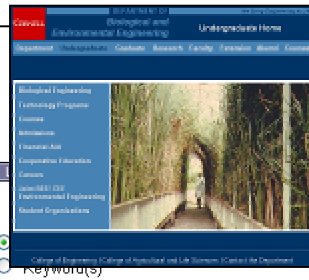 CORNELL
DEPARTMENT OF
Biological and
Environmental Engineering
Undergraduate Home
Department Undergraduate Graduate Research Faculty Extension Alumni Courses
Biological Engineering
Technology Programs
Courses
Admissions
Financial Aid
Cooperative Education
Careers
Joint BEE/CEE
Environmental Engineering
Student Organizations
College of Engineering | College of Agricultural and Life Sciences | Contact the Department
Keyword(s)